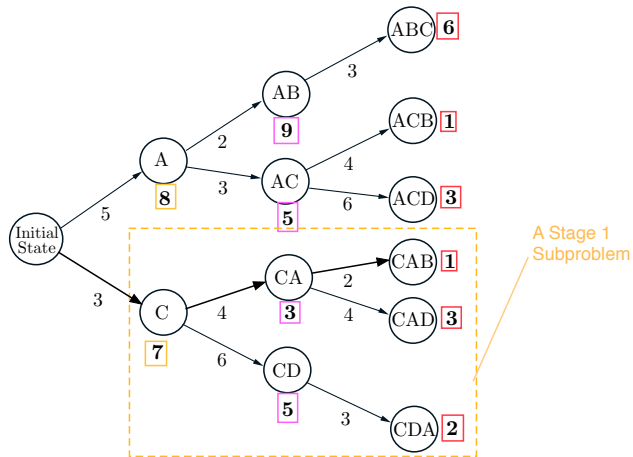 ABC 6
3
AB
9
2
ACB 1
4
A
8
3
AC
5
6
ACD 3
5
Initial
State
A Stage 1
Subproblem
3
C
7
4
CA
3
2
CAB 1
4
CAD 3
6
CD
5
3
CDA 2